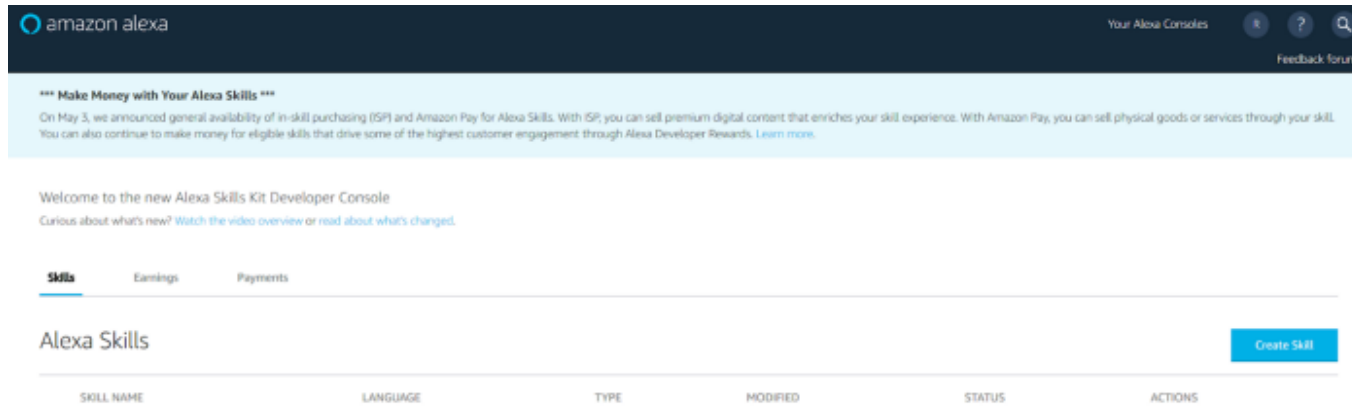 amazon alexa
Your Alexa Consoles
R ?
Feedback forum
*** Make Money with Your Alexa Skills ***
On May 3, we announced general availability of in-skill purchasing (ISP) and Amazon Pay for Alexa Skills. With ISP, you can sell premium digital content that enriches your skill experience. With Amazon Pay, you can sell physical goods or services through your skill.
You can also continue to make money for eligible skills that drive some of the highest customer engagement through Alexa Developer Rewards. Learn more.
Welcome to the new Alexa Skills Kit Developer Console
Curious about what's new? Watch the video overview or read about what's changed.
Skills Earnings Payments
Alexa Skills
Create Skill
SKILL NAME LANGUAGE TYPE MODIFIED STATUS ACTIONS